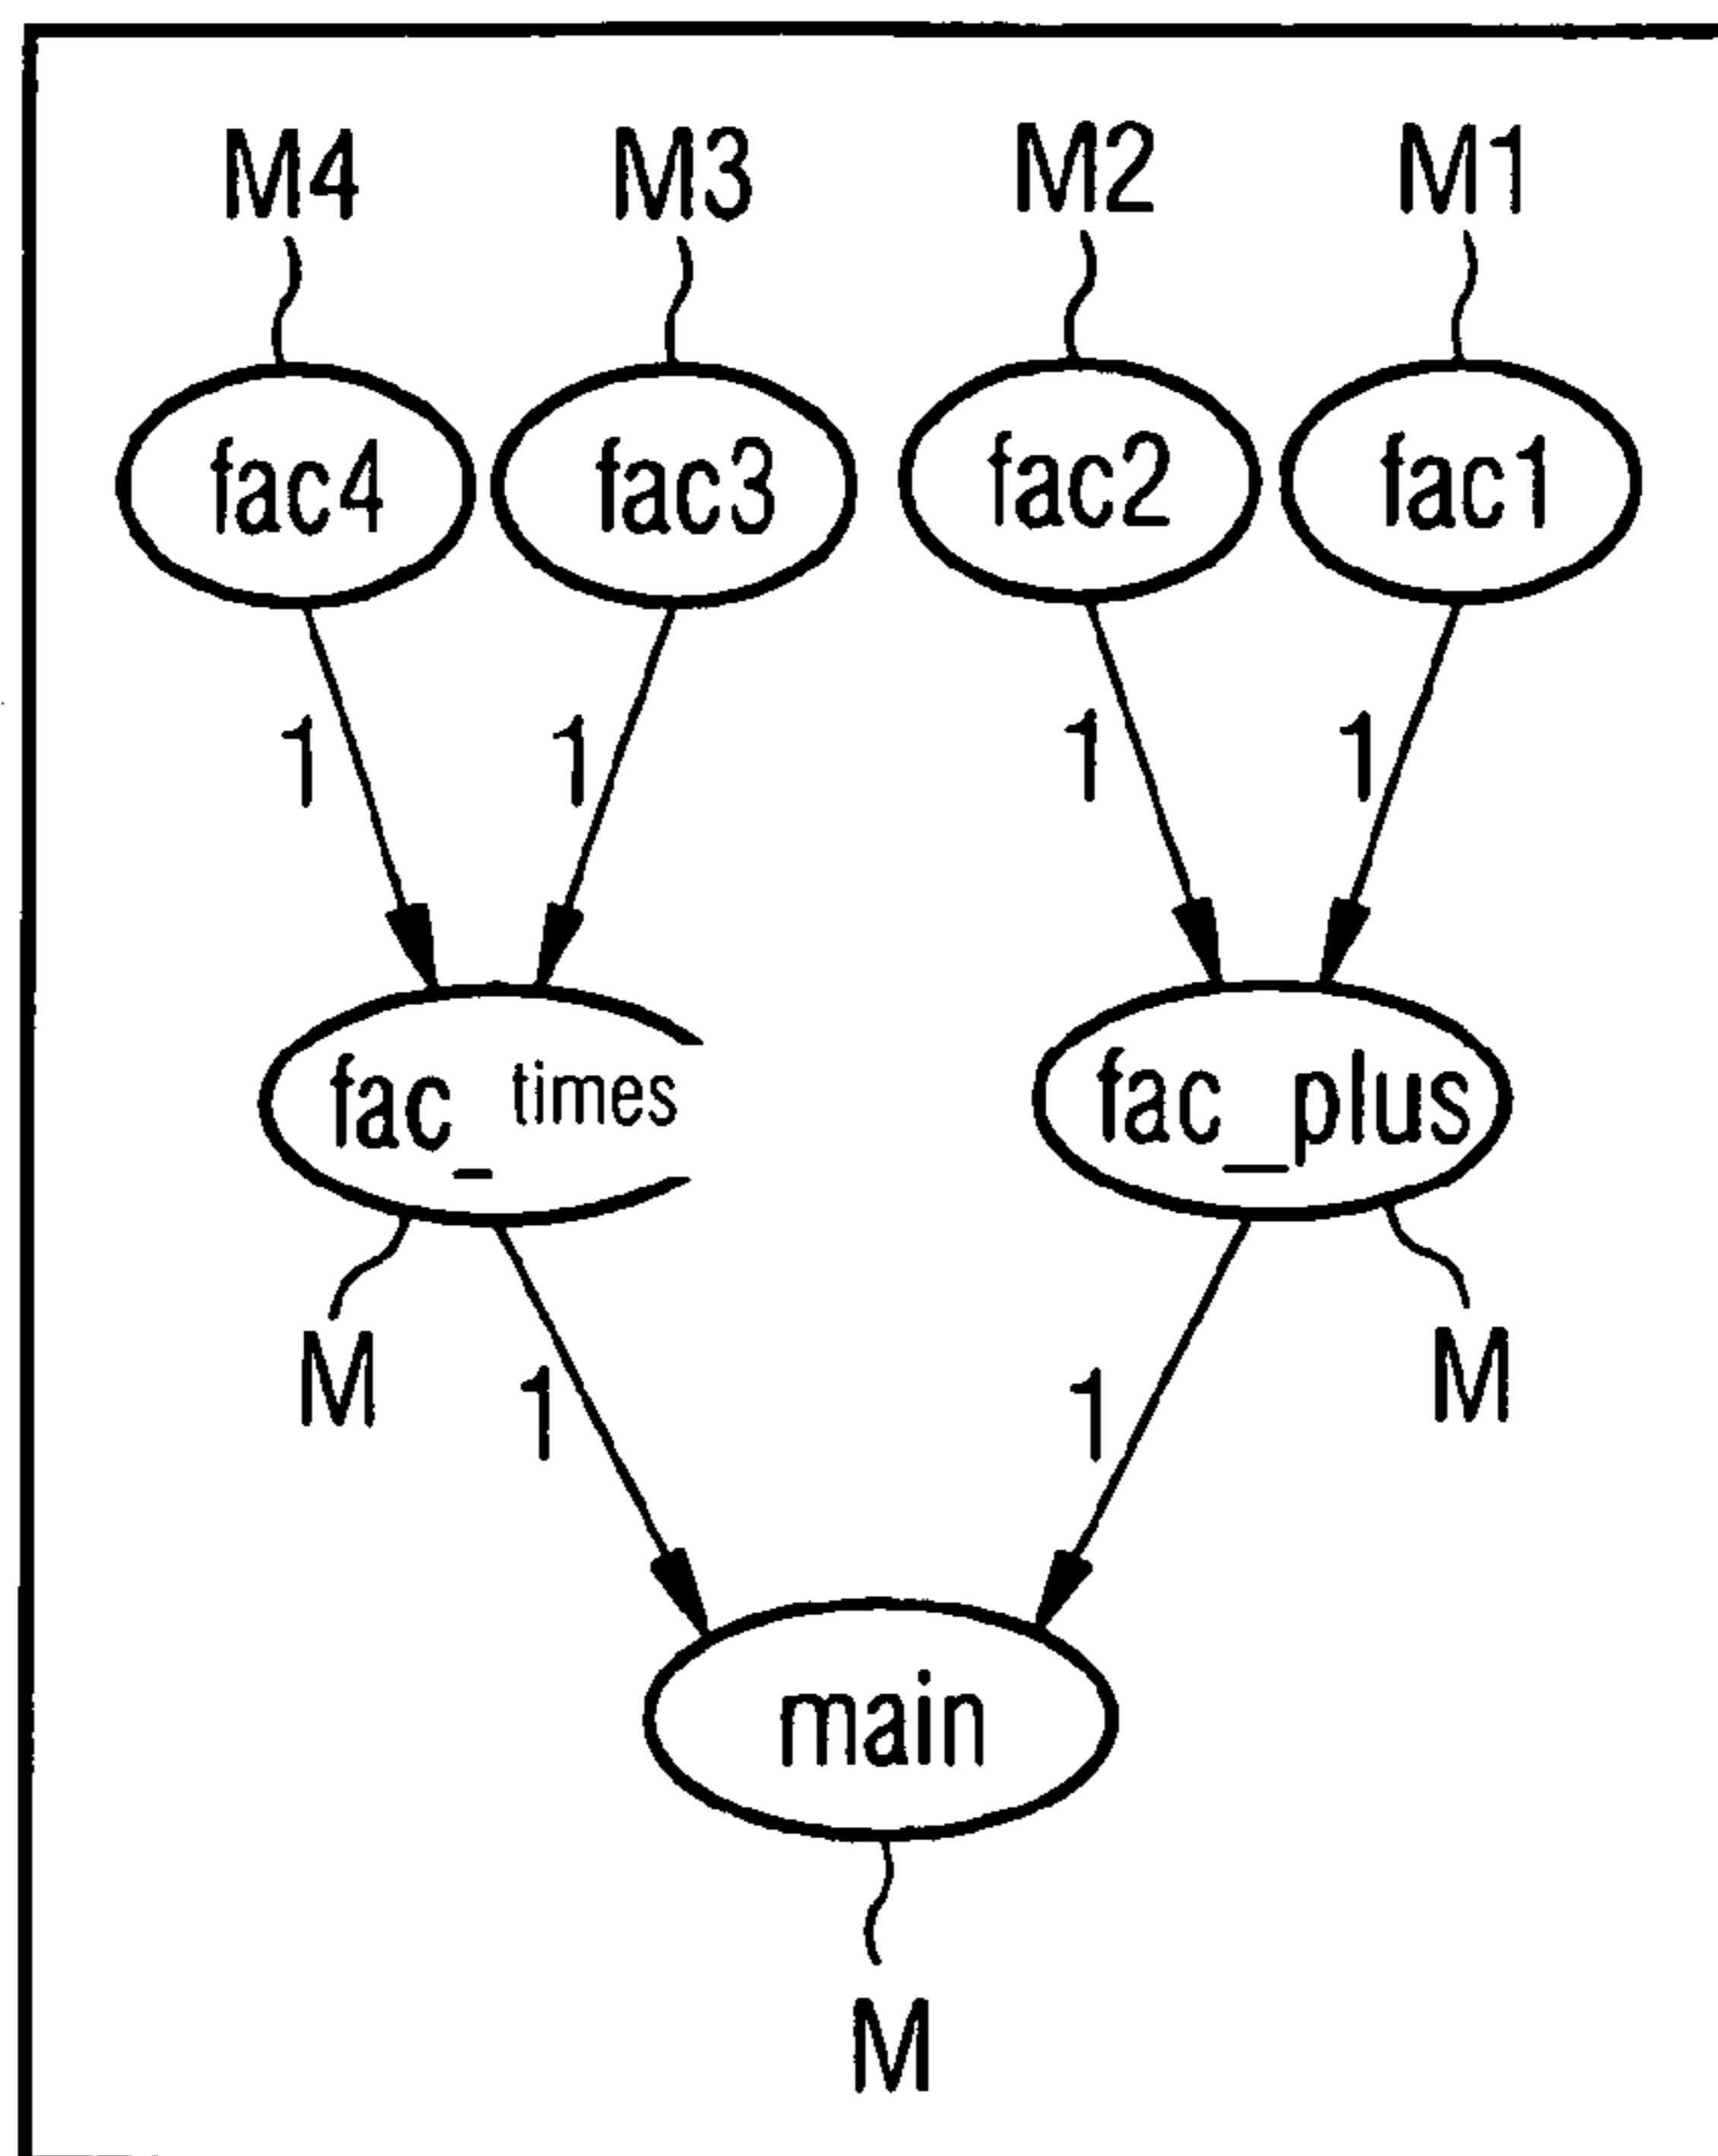 M4 M3 M2 M1
fac4 fac3 fac2 fac1
1 1 1 1
fac_times fac_plus
M M
1 1
main
M